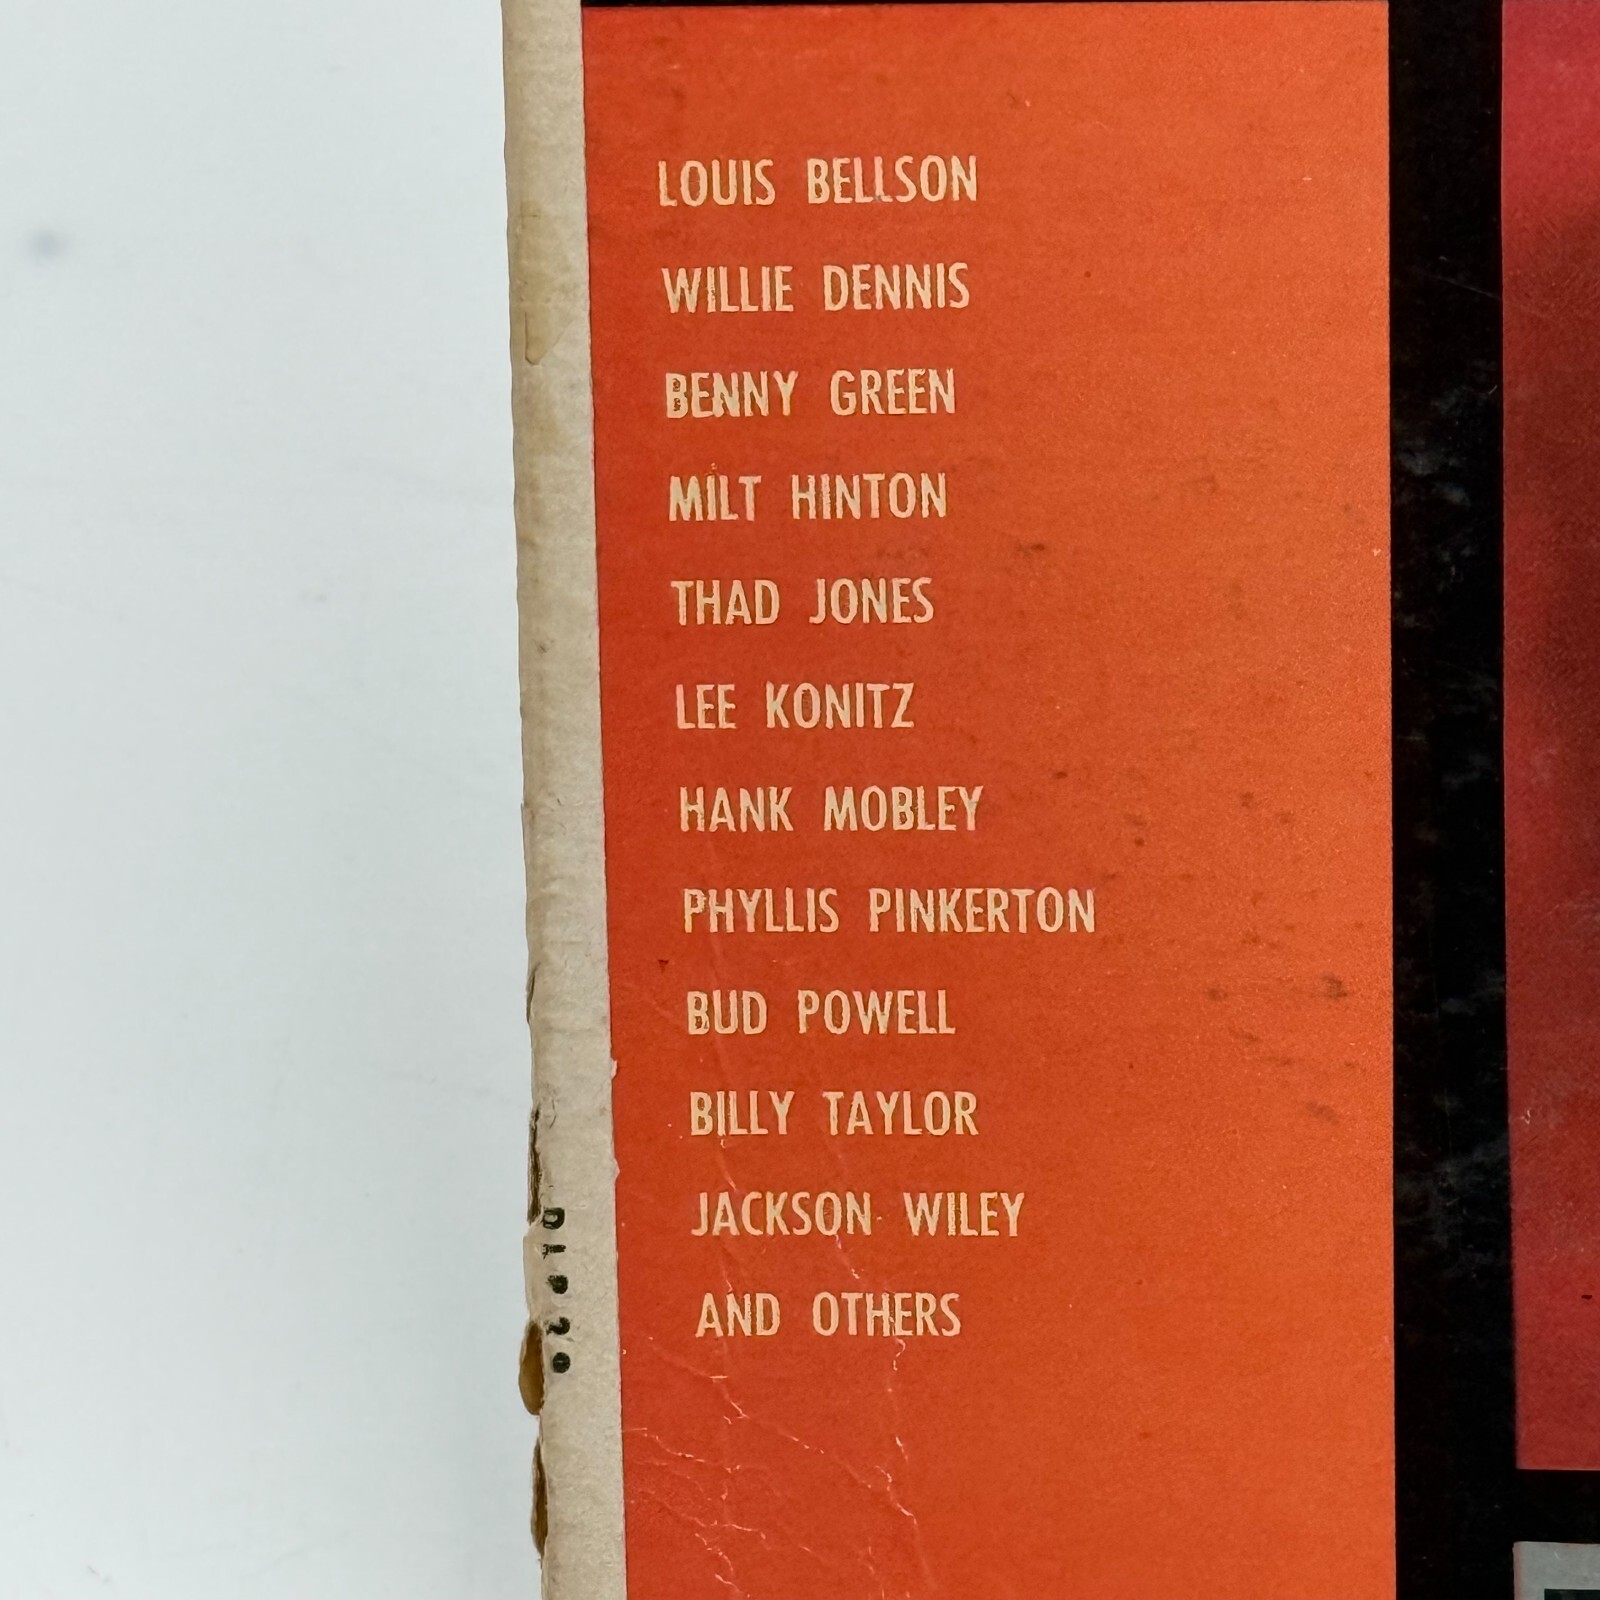 LOUIS BELLSON
WILLIE DENNIS
BENNY GREEN
MILT HINTON
THAD JONES
LEE KONITZ
HANK MOBLEY
PHYLLIS PINKERTON
BUD POWELL
BILLY TAYLOR
JACKSON WILEY
AND OTHERS